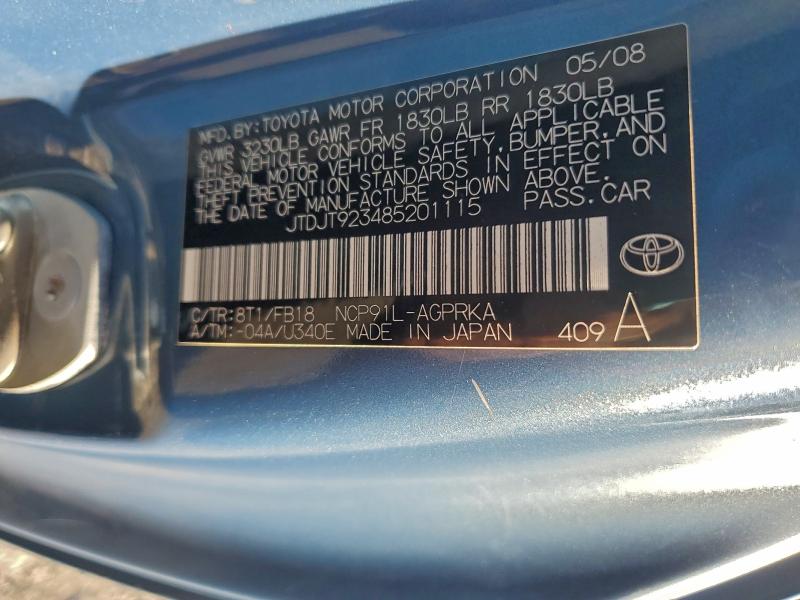 MFD. BY: TOYOTA MOTOR CORPORATION 05/08
GVWR 3230LB GAWR FR 1830LB RR 1830LB
THIS VEHICLE CONFORMS TO ALL APPLICABLE
FEDERAL MOTOR VEHICLE SAFETY, BUMPER, AND
THEFT PREVENTION STANDARDS IN EFFECT ON
THE DATE OF MANUFACTURE SHOWN ABOVE.
JTDJT923485201115 PASS. CAR
C/TR: 8T1/FB18 NCP91L-AGPRKA
A/TM: -04A/U340E MADE IN JAPAN 409 A